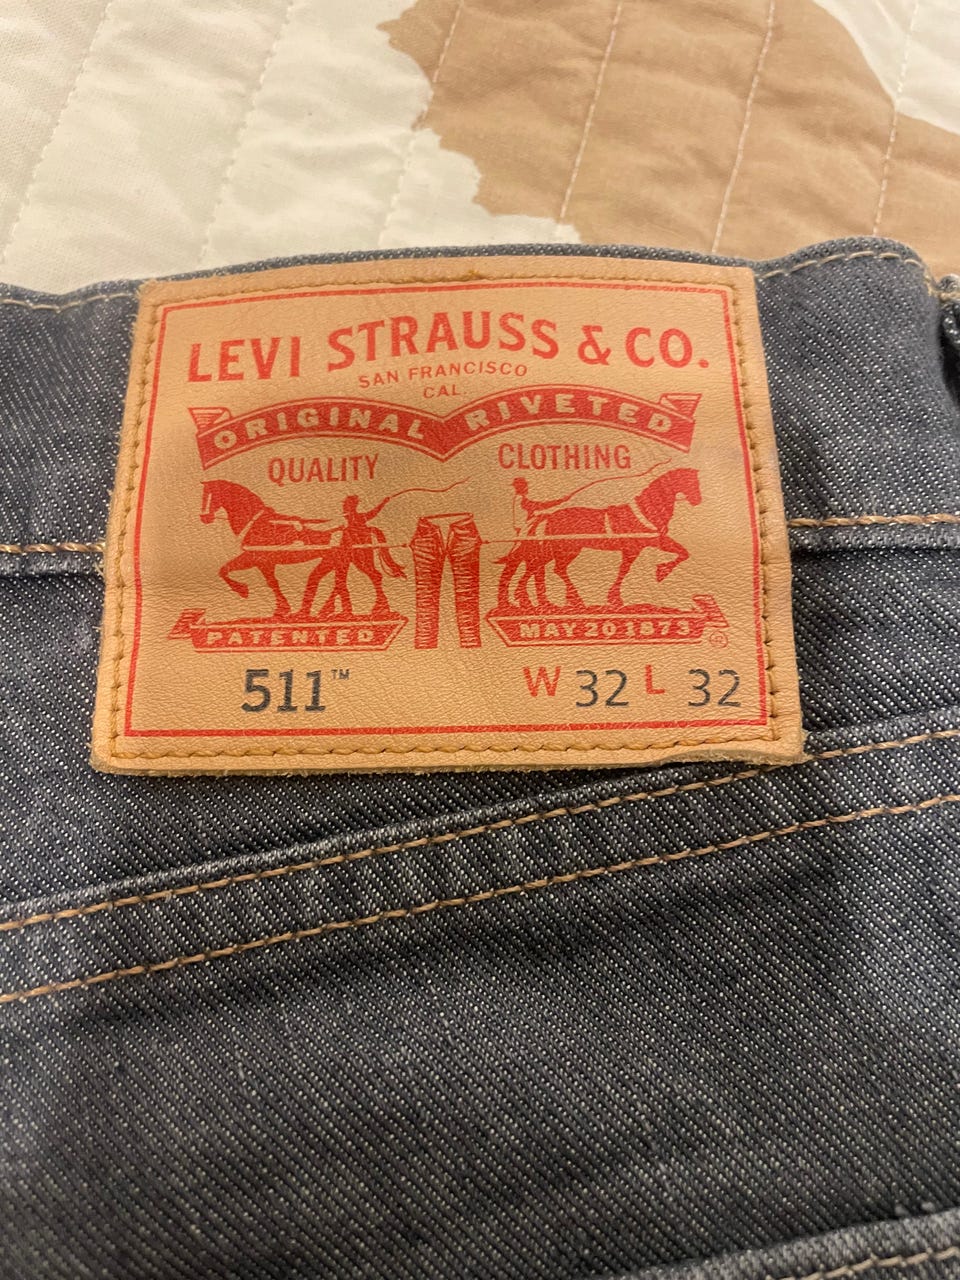 LEVI STRAUSS & CO.
SAN FRANCISCO
CAL.
ORIGINAL RIVETED
QUALITY CLOTHING
PATENTED MAY 20 1873 ®
511™ W 32 L 32